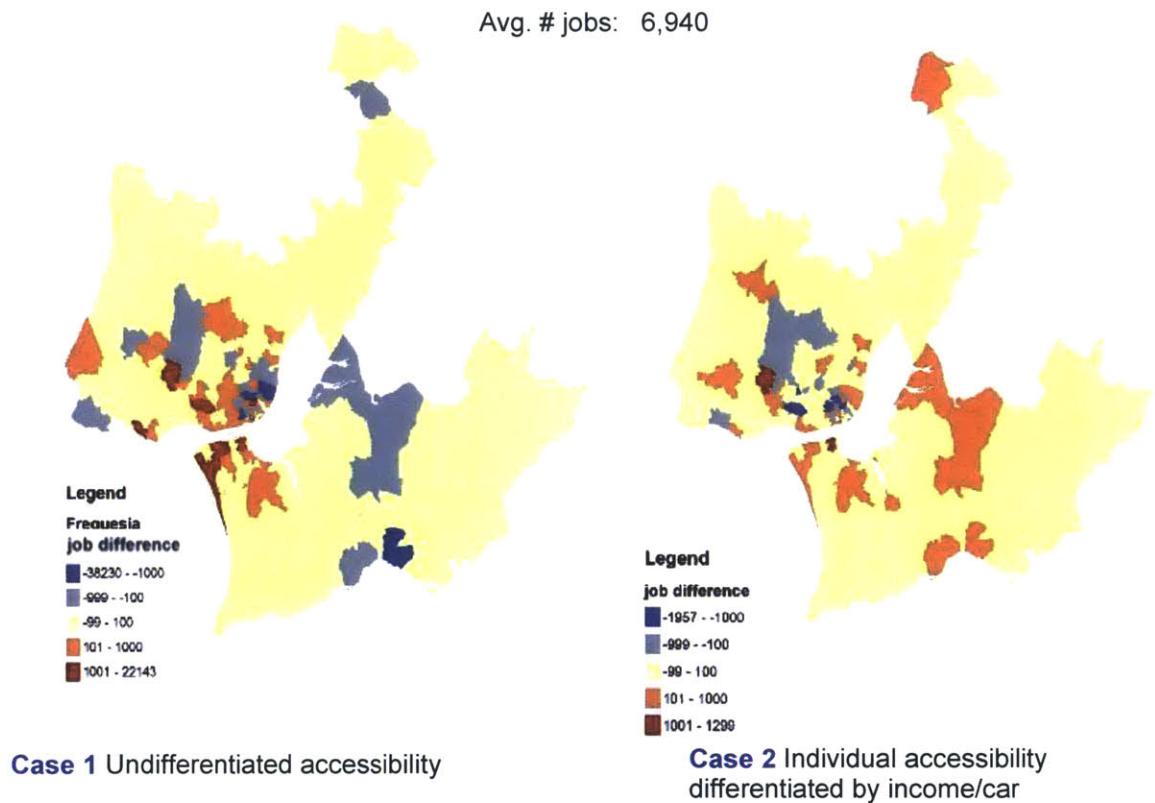 Avg. # jobs: 6,940
Legend
Freguesia
job difference
-38230 - -1000
-999 - -100
-99 - 100
101 - 1000
1001 - 22143
Case 1 Undifferentiated accessibility
Legend
job difference
-1957 - -1000
-999 - -100
-99 - 100
101 - 1000
1001 - 1299
Case 2 Individual accessibility
differentiated by income/car